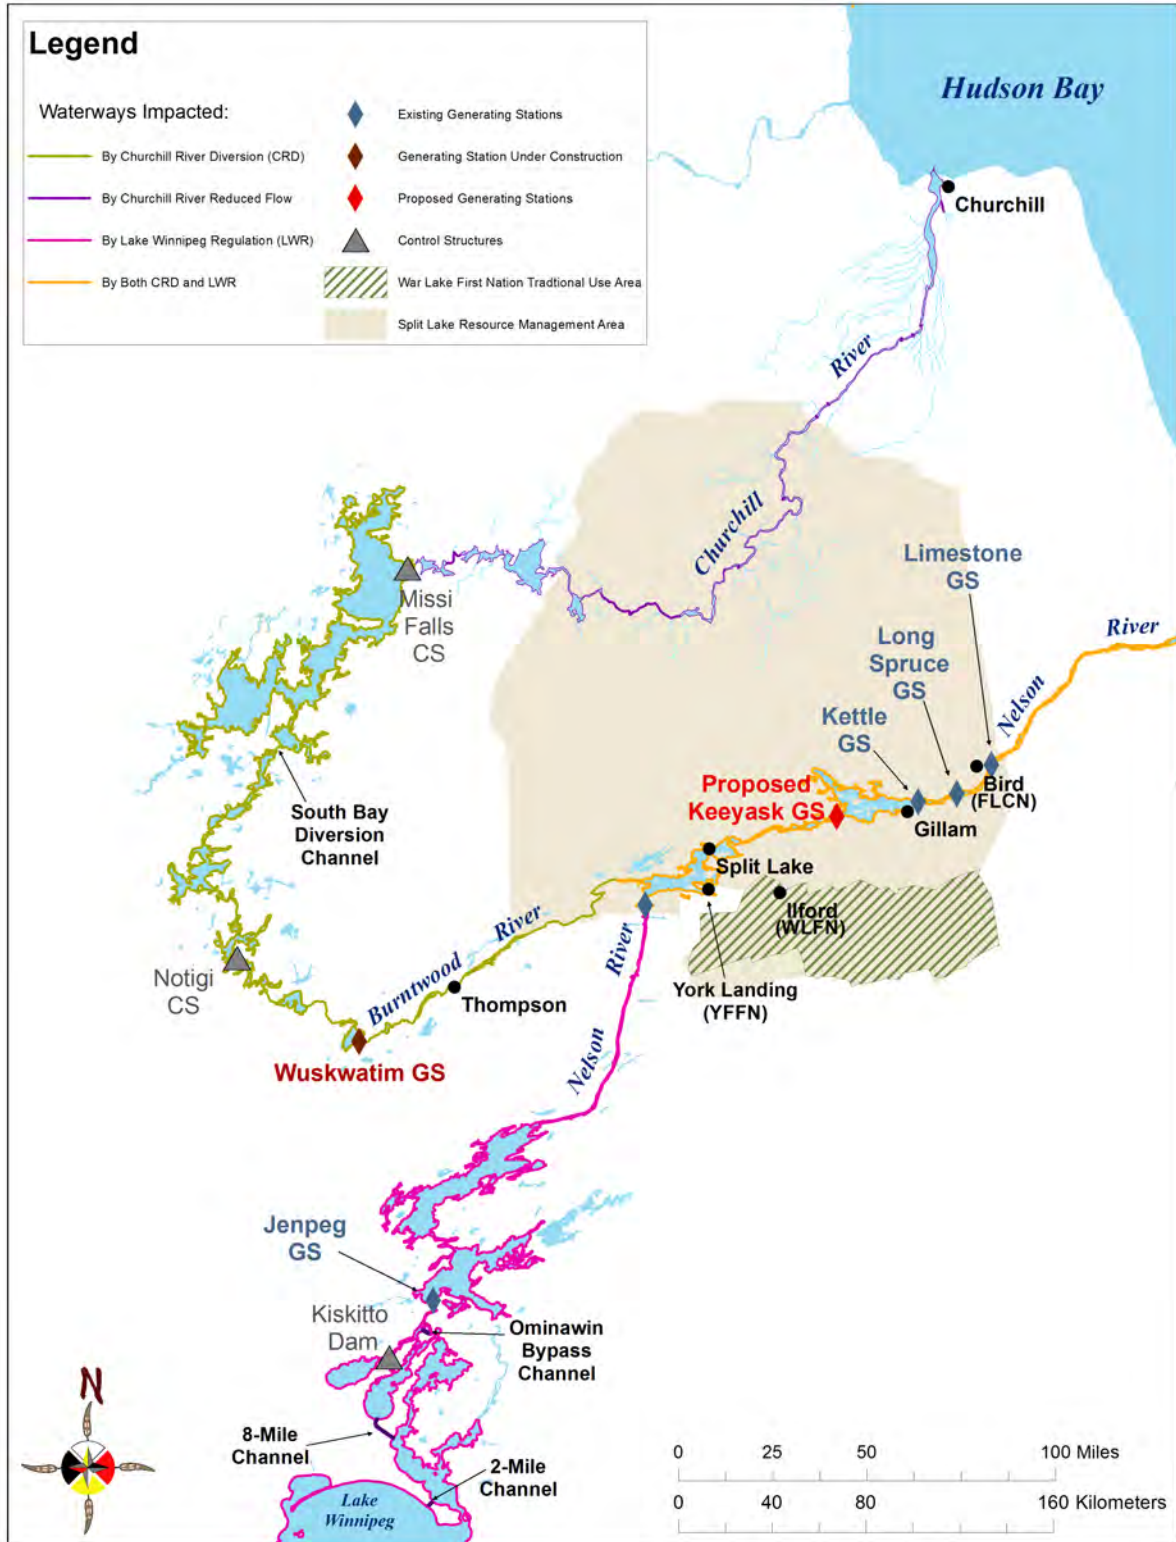 Legend
Waterways Impacted:
By Churchill River Diversion (CRD)
By Churchill River Reduced Flow
By Lake Winnipeg Regulation (LWR)
By Both CRD and LWR
Existing Generating Stations
Generating Station Under Construction
Proposed Generating Stations
Control Structures
War Lake First Nation Tradtional Use Area
Split Lake Resource Management Area
Hudson Bay
Churchill
River
Churchill
Limestone
GS
Long
Spruce
GS
Kettle
GS
River
Nelson
Missi
Falls
CS
South Bay
Diversion
Channel
Proposed
Keeyask GS
Bird
(FLCN)
Gillam
Split Lake
Ilford
(WLFN)
York Landing
(YFFN)
River
Burntwood
Thompson
Notigi
CS
Wuskwatim GS
River
Nelson
Jenpeg
GS
Kiskitto
Dam
Ominawin
Bypass
Channel
8-Mile
Channel
2-Mile
Channel
Lake
Winnipeg
N
0 25 50 100 Miles
0 40 80 160 Kilometers